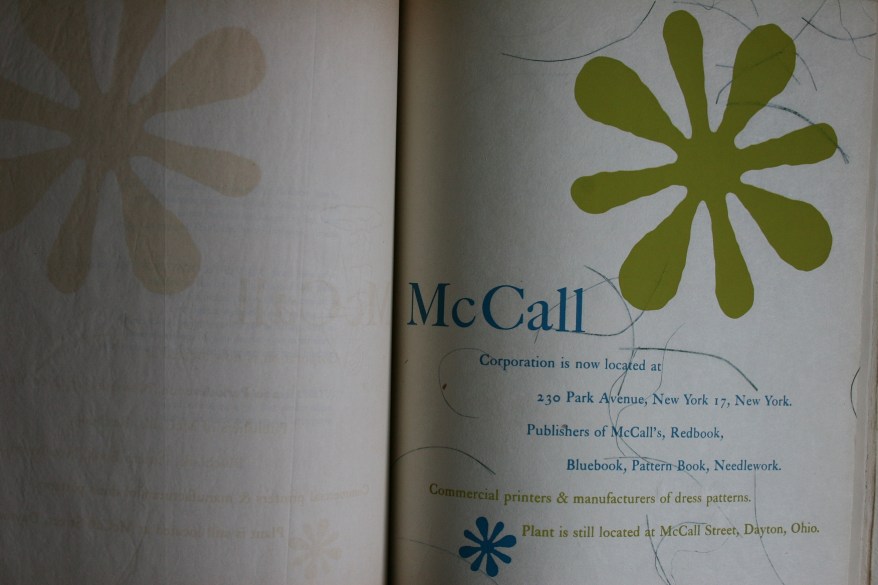 McCall
Corporation is now located at
230 Park Avenue, New York 17, New York.
Publishers of McCall's, Redbook,
Bluebook, Pattern Book, Needlework.
Commercial printers & manufacturers of dress patterns.
Plant is still located at McCall Street, Dayton, Ohio.